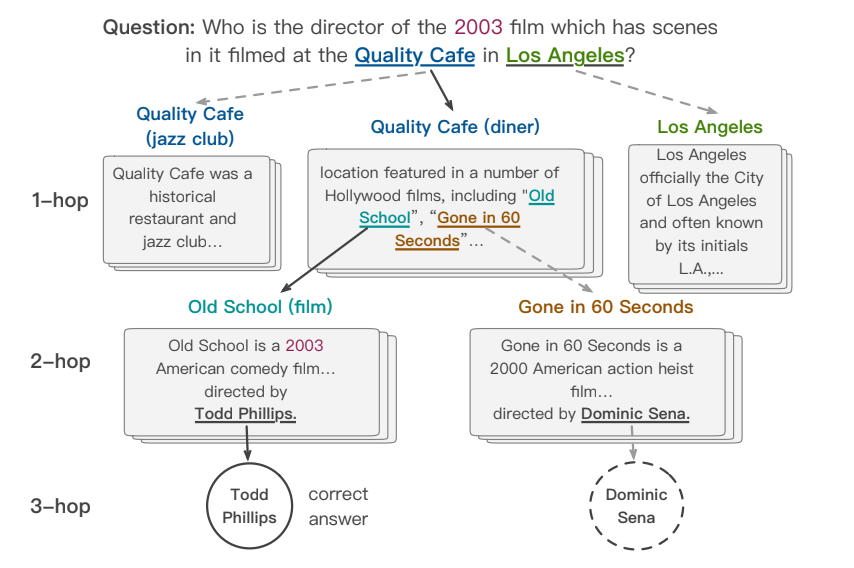 Question: Who is the director of the 2003 film which has scenes
in it filmed at the Quality Cafe in Los Angeles?
Quality Cafe
(jazz club)
Quality Cafe (diner)
Los Angeles
1-hop
Quality Cafe was a
historical
restaurant and
jazz club...
location featured in a number of
Hollywood films, including "Old
School”, “Gone in 60
Seconds”...
Los Angeles
officially the City
of Los Angeles
and often known
by its initials
L.A.,...
Old School (film)
Gone in 60 Seconds
2-hop
Old School is a 2003
American comedy film...
directed by
Todd Phillips.
Gone in 60 Seconds is a
2000 American action heist
film...
directed by Dominic Sena.
3-hop
Todd
Phillips
correct
answer
Dominic
Sena